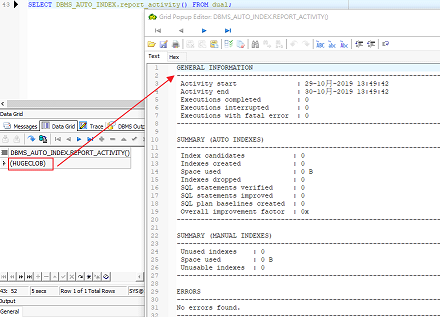 43 SELECT DBMS_AUTO_INDEX.report_activity() FROM dual;
Grid Popup Editor: DBMS_AUTO_INDEX.REPORT_ACTIVITY()
Text Hex
1 GENERAL INFORMATION
2 -------------------------------------------------------------------------------
3 Activity start : 29-10月-2019 13:49:42
4 Activity end : 30-10月-2019 13:49:42
5 Executions completed : 0
6 Executions interrupted : 0
7 Executions with fatal error : 0
8 -------------------------------------------------------------------------------
9
10 SUMMARY (AUTO INDEXES)
11 -------------------------------------------------------------------------------
12 Index candidates : 0
13 Indexes created : 0
14 Space used : 0 B
15 Indexes dropped : 0
16 SQL statements verified : 0
17 SQL statements improved : 0
18 SQL plan baselines created : 0
19 Overall improvement factor : 0x
20 -------------------------------------------------------------------------------
21
22 SUMMARY (MANUAL INDEXES)
23 -------------------------------------------------------------------------------
24 Unused indexes : 0
25 Space used : 0 B
26 Unusable indexes : 0
27 -------------------------------------------------------------------------------
28
29 ERRORS
30 -------------------------------------------------------------------------------
31 No errors found.
32 -------------------------------------------------------------------------------
Data Grid
Messages Data Grid Trace DBMS Outp
DBMS_AUTO_INDEX.REPORT_ACTIVITY()
(HUGECLOB)
43: 52 5 secs Row 1 of 1 Total Rows SYS@
Output
General